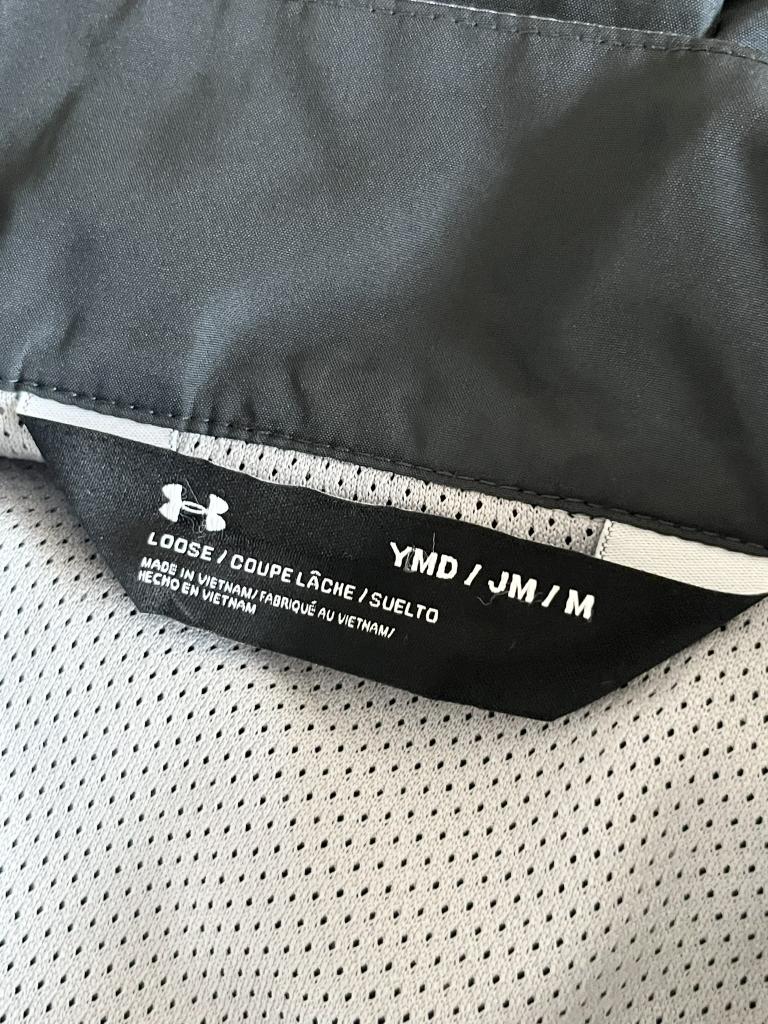 LOOSE / COUPE LÂCHE / SUELTO
MADE IN VIETNAM/ FABRIQUÉ AU VIETNAM/
HECHO EN VIETNAM
YMD / JM / M